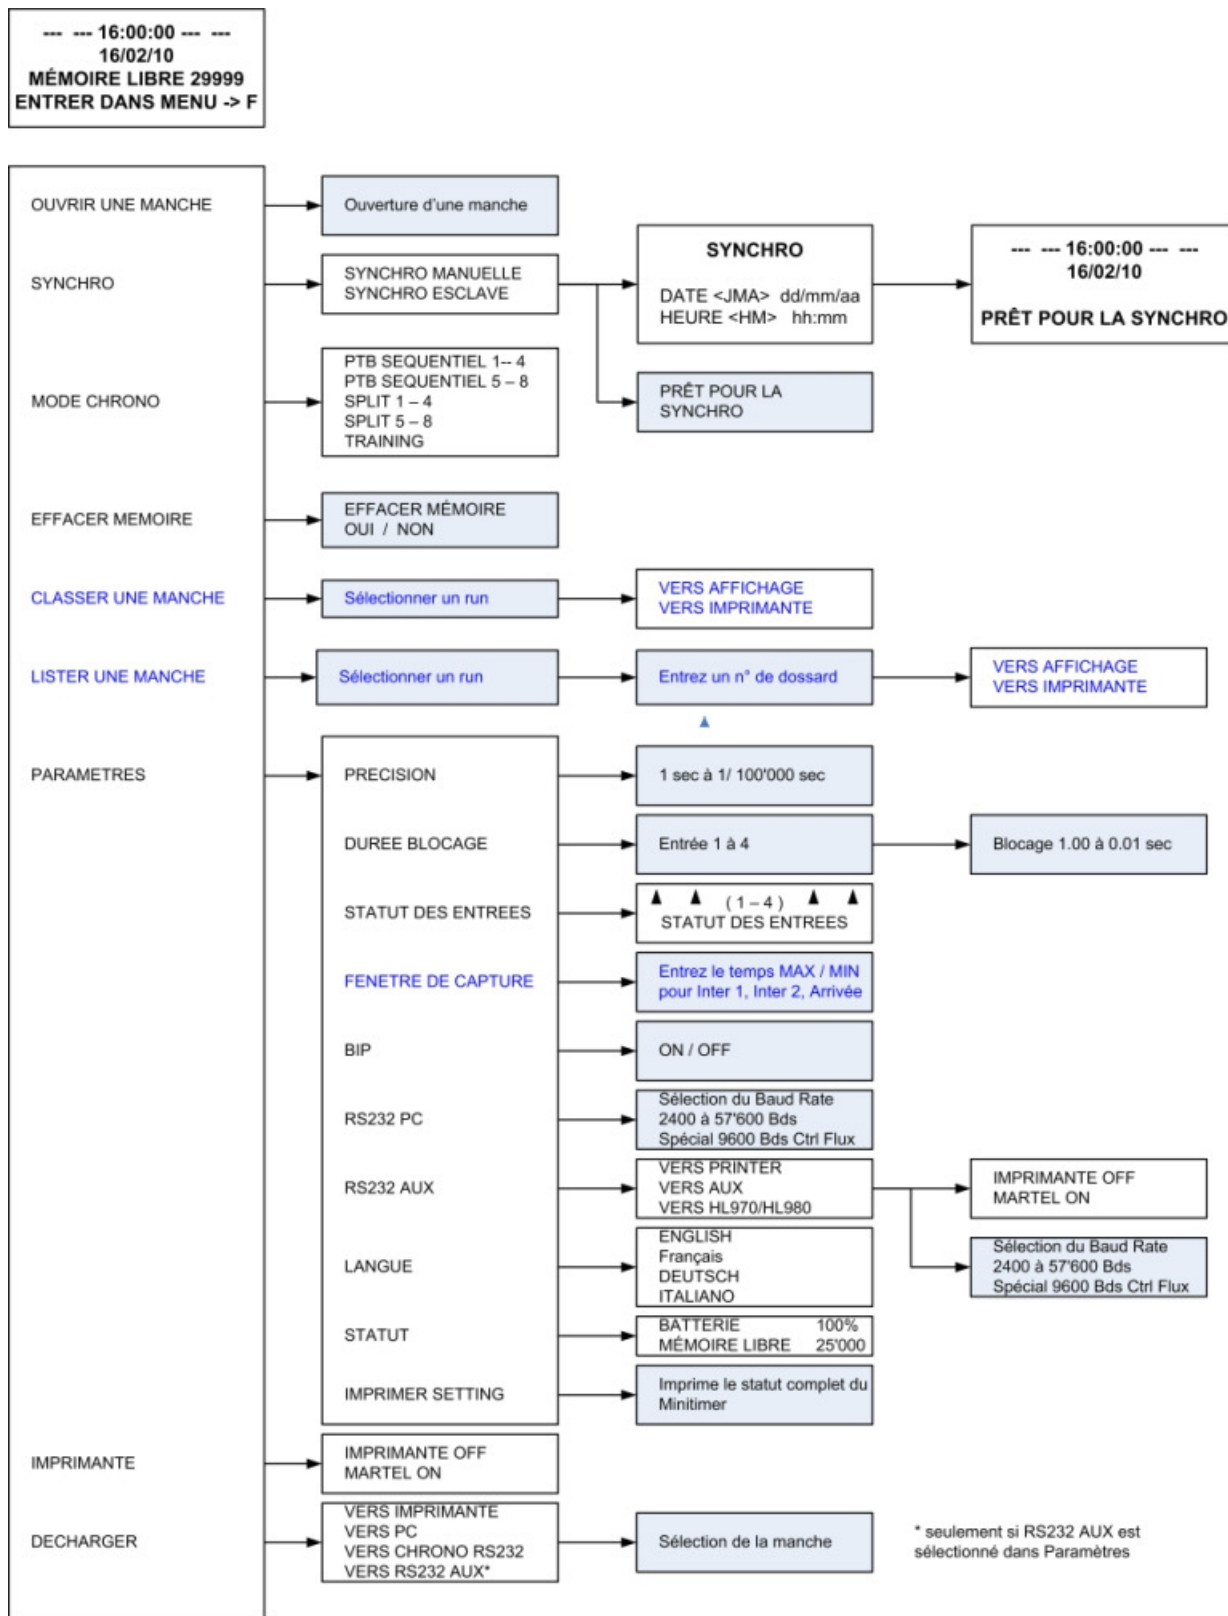 --- --- 16:00:00 --- ---
16/02/10
MÉMOIRE LIBRE 29999
ENTRER DANS MENU -> F
OUVRIR UNE MANCHE
Ouverture d'une manche
SYNCHRO
SYNCHRO MANUELLE
SYNCHRO ESCLAVE
SYNCHRO
DATE <JMA> dd/mm/aa
HEURE <HM> hh:mm
--- --- 16:00:00 --- ---
16/02/10
PRÊT POUR LA SYNCHRO
PRÊT POUR LA
SYNCHRO
MODE CHRONO
PTB SEQUENTIEL 1-- 4
PTB SEQUENTIEL 5 – 8
SPLIT 1 – 4
SPLIT 5 – 8
TRAINING
EFFACER MEMOIRE
EFFACER MÉMOIRE
OUI / NON
CLASSER UNE MANCHE
Sélectionner un run
VERS AFFICHAGE
VERS IMPRIMANTE
LISTER UNE MANCHE
Sélectionner un run
Entrez un n° de dossard
VERS AFFICHAGE
VERS IMPRIMANTE
PARAMETRES
PRECISION
1 sec à 1/ 100'000 sec
DUREE BLOCAGE
Entrée 1 à 4
Blocage 1.00 à 0.01 sec
STATUT DES ENTREES
( 1 – 4 )
STATUT DES ENTREES
FENETRE DE CAPTURE
Entrez le temps MAX / MIN
pour Inter 1, Inter 2, Arrivée
BIP
ON / OFF
RS232 PC
Sélection du Baud Rate
2400 à 57'600 Bds
Spécial 9600 Bds Ctrl Flux
RS232 AUX
VERS PRINTER
VERS AUX
VERS HL970/HL980
IMPRIMANTE OFF
MARTEL ON
Sélection du Baud Rate
2400 à 57'600 Bds
Spécial 9600 Bds Ctrl Flux
LANGUE
ENGLISH
Français
DEUTSCH
ITALIANO
STATUT
BATTERIE 100%
MÉMOIRE LIBRE 25'000
IMPRIMER SETTING
Imprime le statut complet du
Minitimer
IMPRIMANTE
IMPRIMANTE OFF
MARTEL ON
DECHARGER
VERS IMPRIMANTE
VERS PC
VERS CHRONO RS232
VERS RS232 AUX*
Sélection de la manche
* seulement si RS232 AUX est
sélectionné dans Paramètres